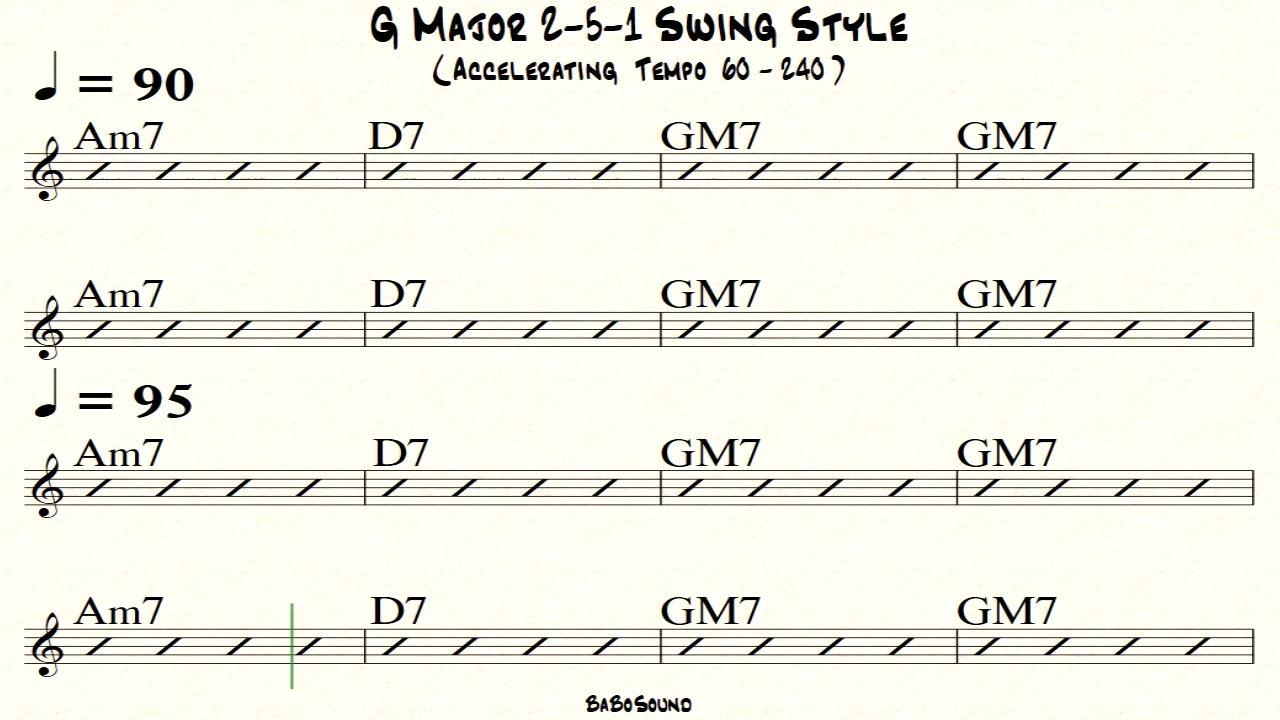 G Major 2-5-1 Swing Style
(Accelerating Tempo 60 - 240)
♩ = 90
Am7 D7 GM7 GM7
Am7 D7 GM7 GM7
♩ = 95
Am7 D7 GM7 GM7
Am7 D7 GM7 GM7
BaBoSound